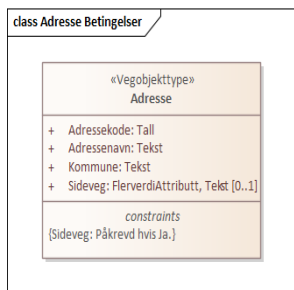 class Adresse Betingelser
«Vegobjekttype»
Adresse
+ Adressekode: Tall
+ Adressenavn: Tekst
+ Kommune: Tekst
+ Sideveg: FlerverdiAttributt, Tekst [0..1]
constraints
{Sideveg: Påkrevd hvis Ja.}